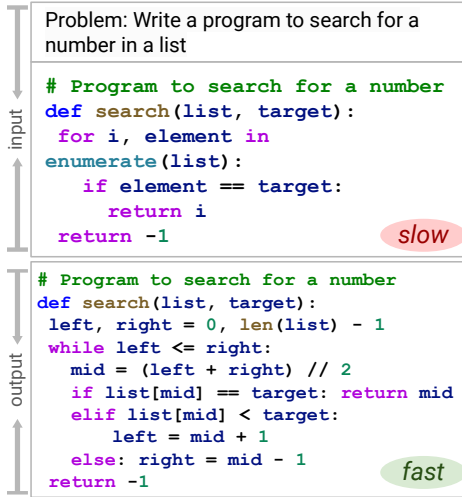 Problem: Write a program to search for a
number in a list
input
# Program to search for a number
def search(list, target):
 for i, element in
enumerate(list):
   if element == target:
     return i
 return -1
slow
output
# Program to search for a number
def search(list, target):
 left, right = 0, len(list) - 1
 while left <= right:
   mid = (left + right) // 2
   if list[mid] == target: return mid
   elif list[mid] < target:
       left = mid + 1
   else: right = mid - 1
 return -1
fast